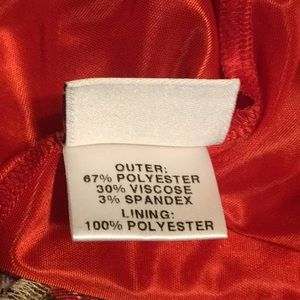 OUTER:
67% POLYESTER
30% VISCOSE
3% SPANDEX
LINING:
100% POLYESTER